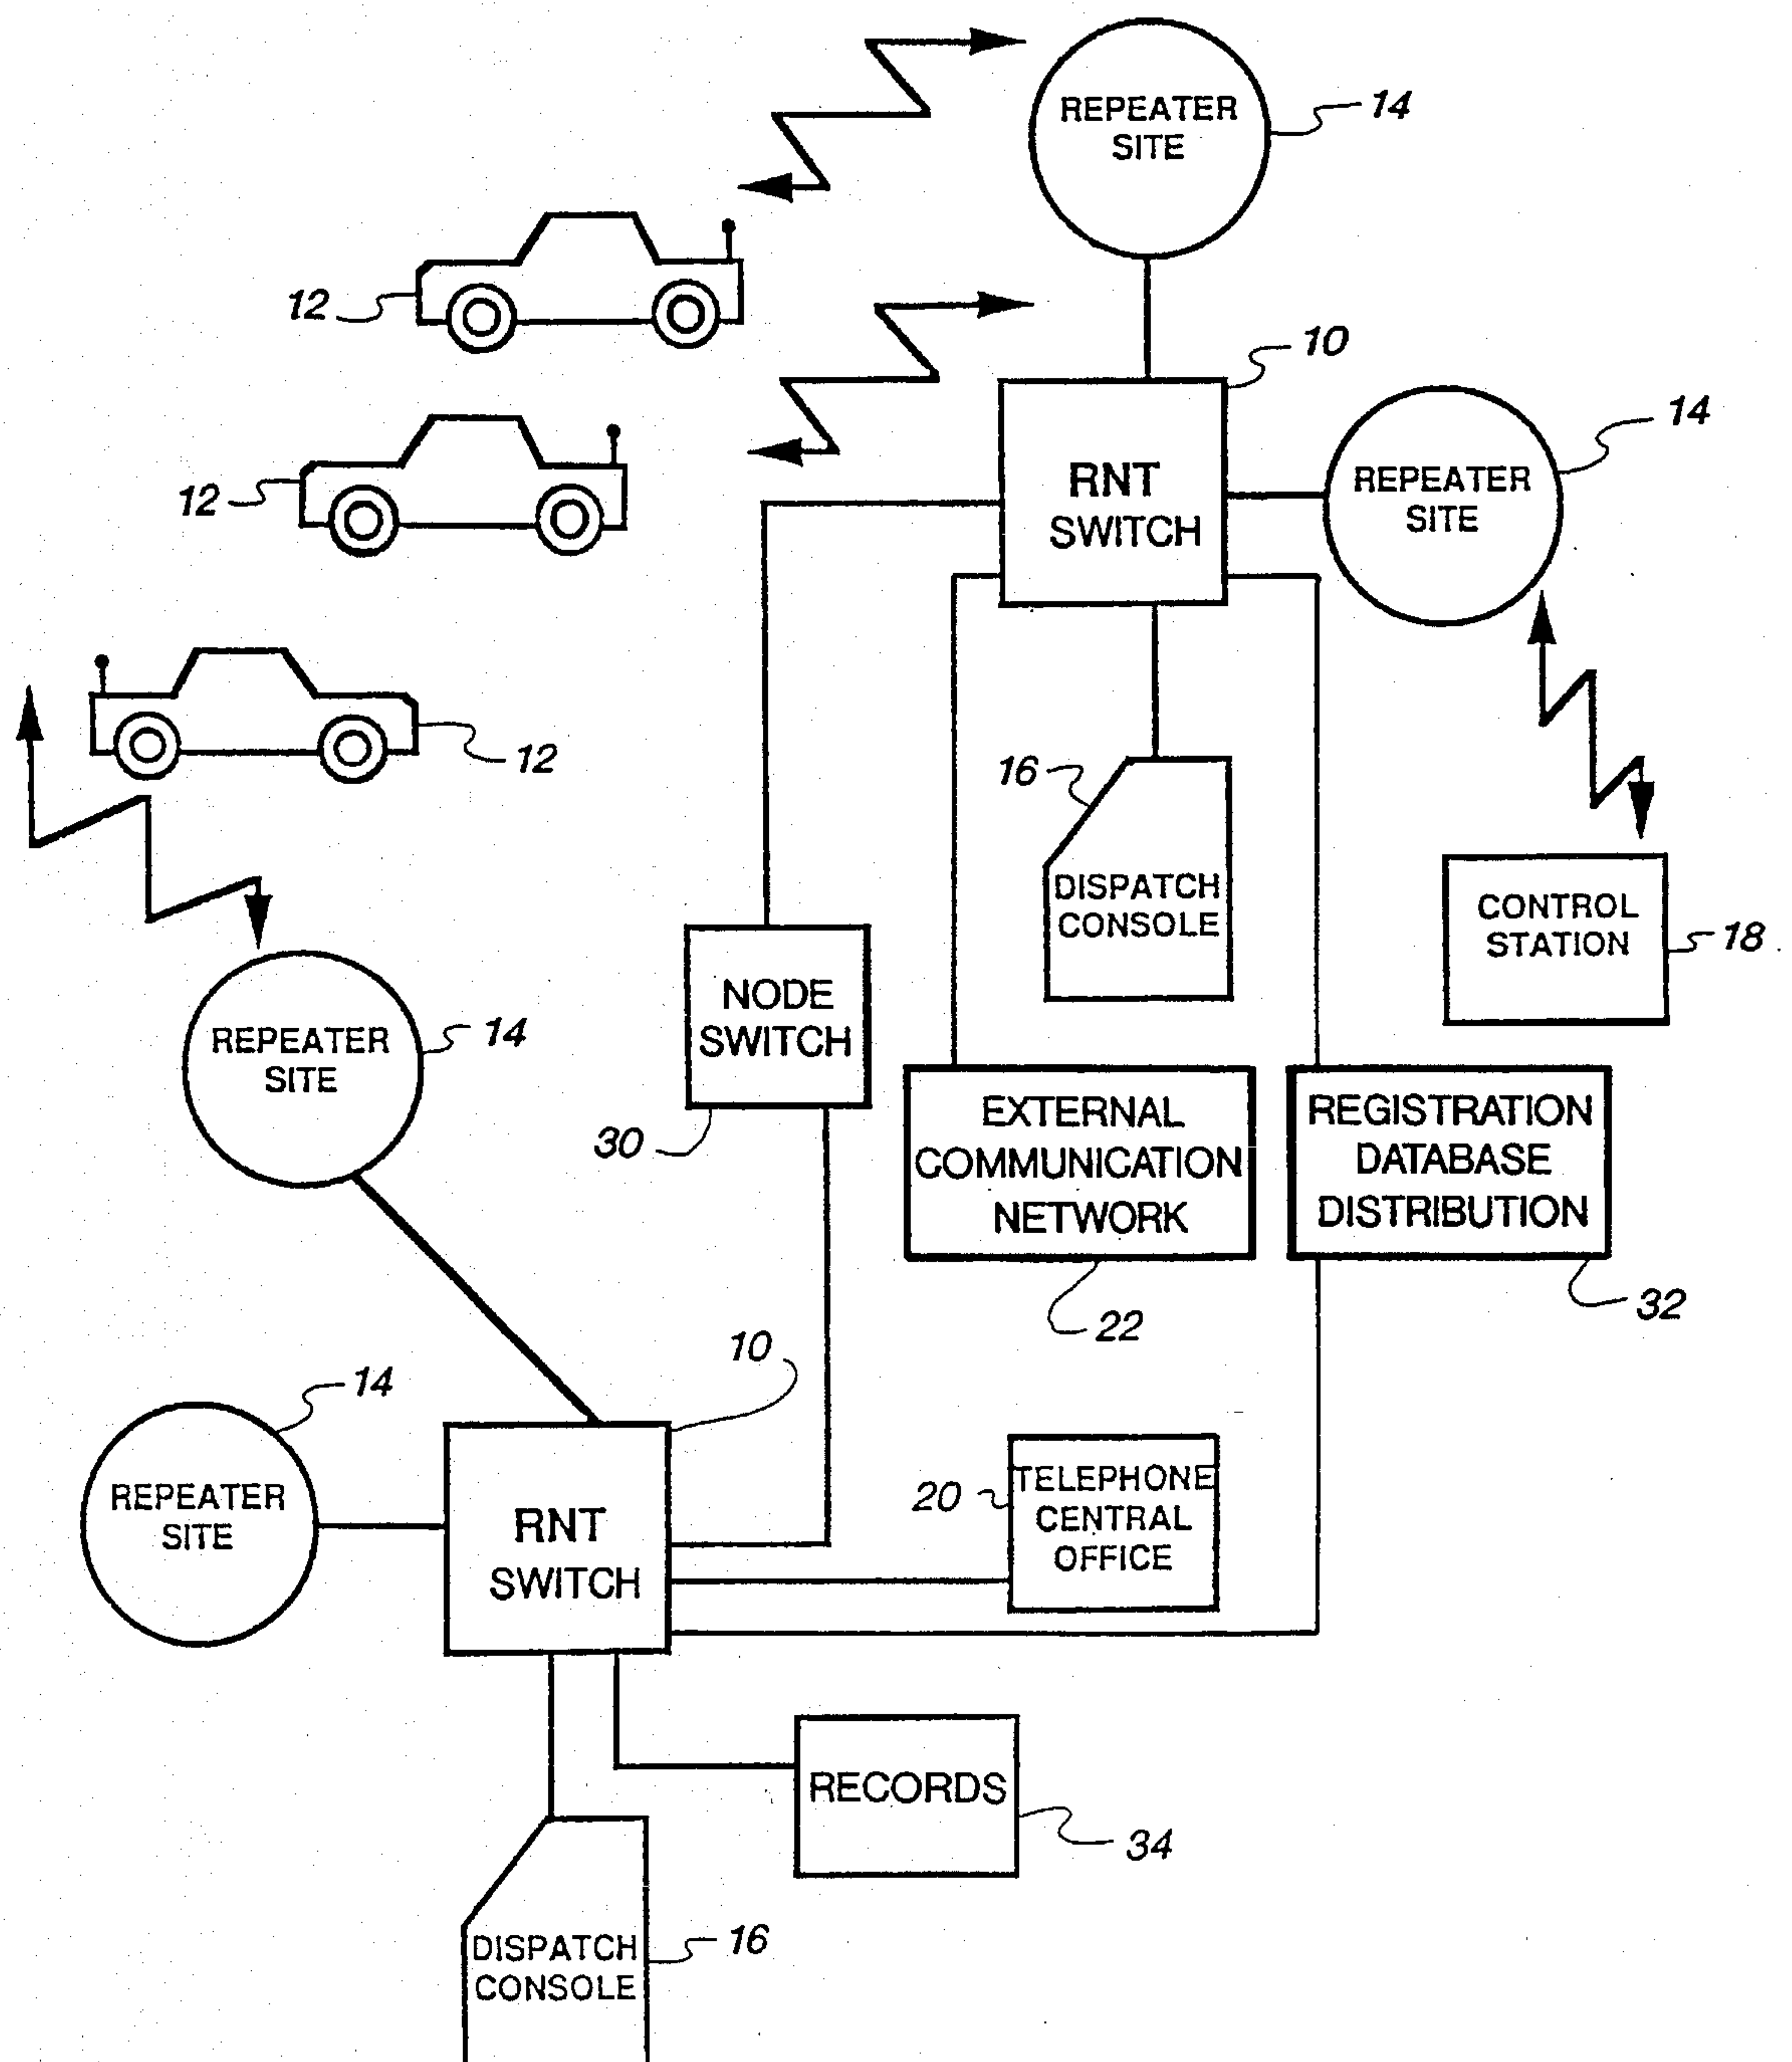 REPEATER
SITE
14
12
10
RNT
SWITCH
REPEATER
SITE
14
12
12
16
DISPATCH
CONSOLE
CONTROL
STATION
18
NODE
SWITCH
30
REPEATER
SITE
14
EXTERNAL
COMMUNICATION
NETWORK
22
REGISTRATION
DATABASE
DISTRIBUTION
32
10
14
REPEATER
SITE
RNT
SWITCH
20
TELEPHONE
CENTRAL
OFFICE
RECORDS
34
DISPATCH
CONSOLE
16